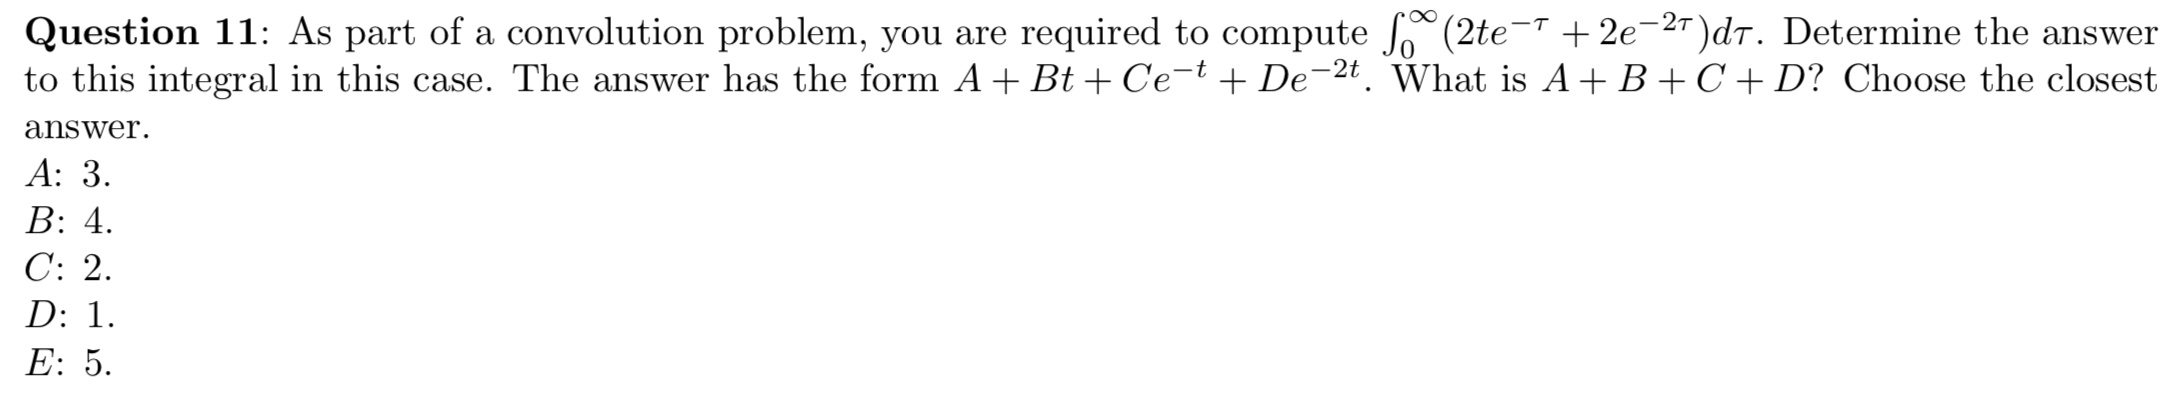 Question 11: As part of a convolution problem, you are required to compute $\int_0^\infty (2te^{-\tau} + 2e^{-2\tau})d\tau$. Determine the answer
to this integral in this case. The answer has the form $A + Bt + Ce^{-t} + De^{-2t}$. What is $A + B + C + D$? Choose the closest
answer.
A: 3.
B: 4.
C: 2.
D: 1.
E: 5.